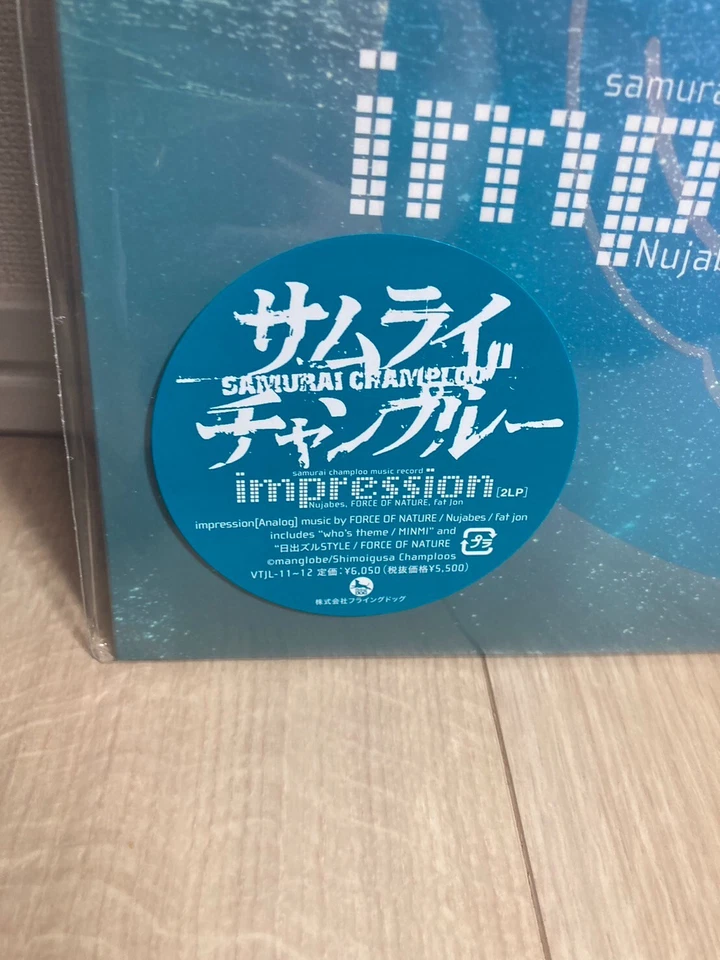 samura
imp
Nujab
サムライ
SAMURAI CHAMPLOO
チャンプルー
samurai champloo music record
impression[2LP]
Nujabes, FORCE OF NATURE, fat jon
impression[Analog] music by FORCE OF NATURE / Nujabes / fat jon
includes "who's theme / MINMI" and
"日出ズルSTYLE / FORCE OF NATURE
プラ
©manglobe/Shimoigusa Champloos
VTJL-11~12 定価:¥6,050(税抜価格¥5,500)
株式会社フライングドッグ